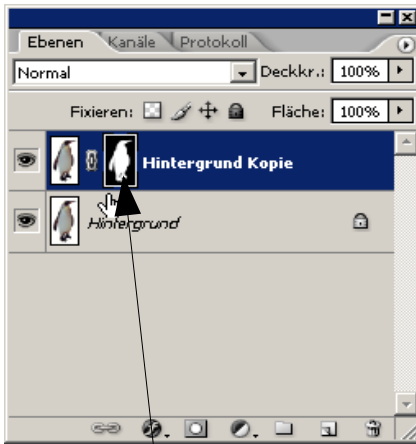 Ebenen Kanäle Protokoll
Normal Deckkr.: 100%
Fixieren: Fläche: 100%
Hintergrund Kopie
Hintergrund